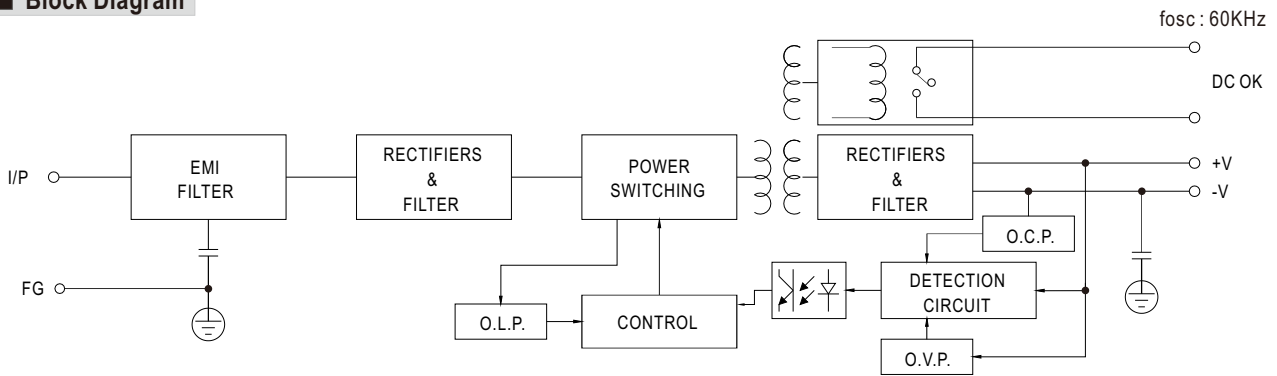 ■ Block Diagram
fosc : 60KHz
DC OK
I/P
EMI
FILTER
RECTIFIERS
&
FILTER
POWER
SWITCHING
RECTIFIERS
&
FILTER
+V
-V
O.C.P.
FG
O.L.P.
CONTROL
DETECTION
CIRCUIT
O.V.P.